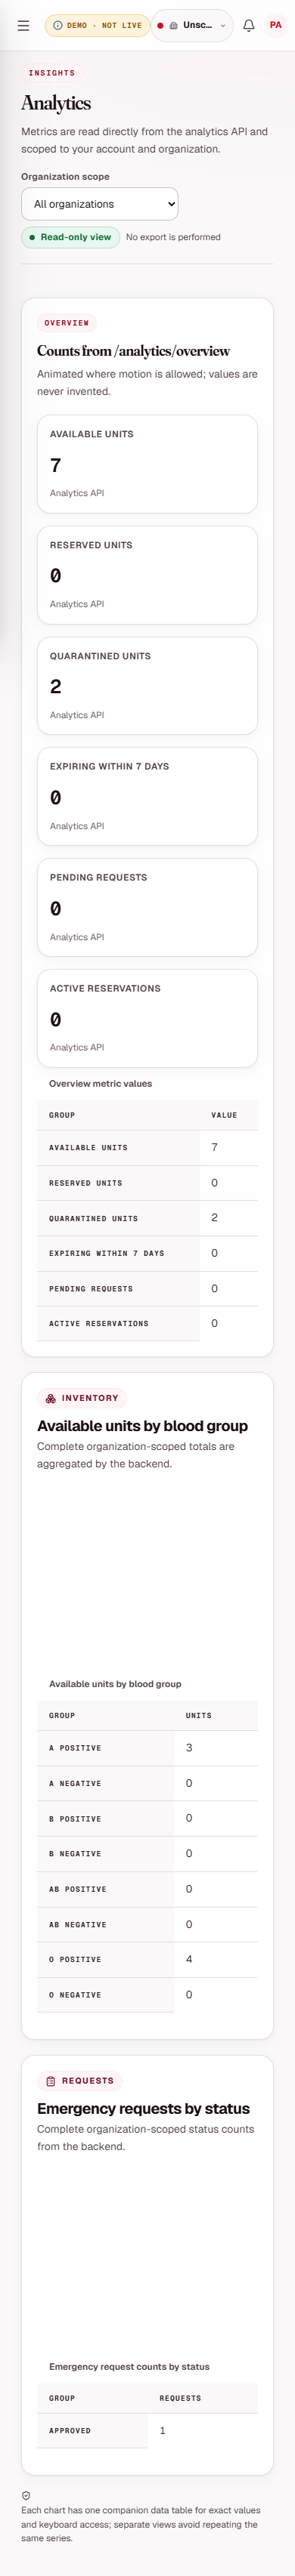 DEMO · NOT LIVE
Unsc...
PA
INSIGHTS
Analytics
Metrics are read directly from the analytics API and
scoped to your account and organization.
Organization scope
All organizations
Read-only view No export is performed
OVERVIEW
Counts from /analytics/overview
Animated where motion is allowed; values are
never invented.
AVAILABLE UNITS
7
Analytics API
RESERVED UNITS
0
Analytics API
QUARANTINED UNITS
2
Analytics API
EXPIRING WITHIN 7 DAYS
0
Analytics API
PENDING REQUESTS
0
Analytics API
ACTIVE RESERVATIONS
0
Analytics API
Overview metric values
GROUP VALUE
AVAILABLE UNITS 7
RESERVED UNITS 0
QUARANTINED UNITS 2
EXPIRING WITHIN 7 DAYS 0
PENDING REQUESTS 0
ACTIVE RESERVATIONS 0
INVENTORY
Available units by blood group
Complete organization-scoped totals are
aggregated by the backend.
Available units by blood group
GROUP UNITS
A POSITIVE 3
A NEGATIVE 0
B POSITIVE 0
B NEGATIVE 0
AB POSITIVE 0
AB NEGATIVE 0
O POSITIVE 4
O NEGATIVE 0
REQUESTS
Emergency requests by status
Complete organization-scoped status counts
from the backend.
Emergency request counts by status
GROUP REQUESTS
APPROVED 1
Each chart has one companion data table for exact values
and keyboard access; separate views avoid repeating the
same series.